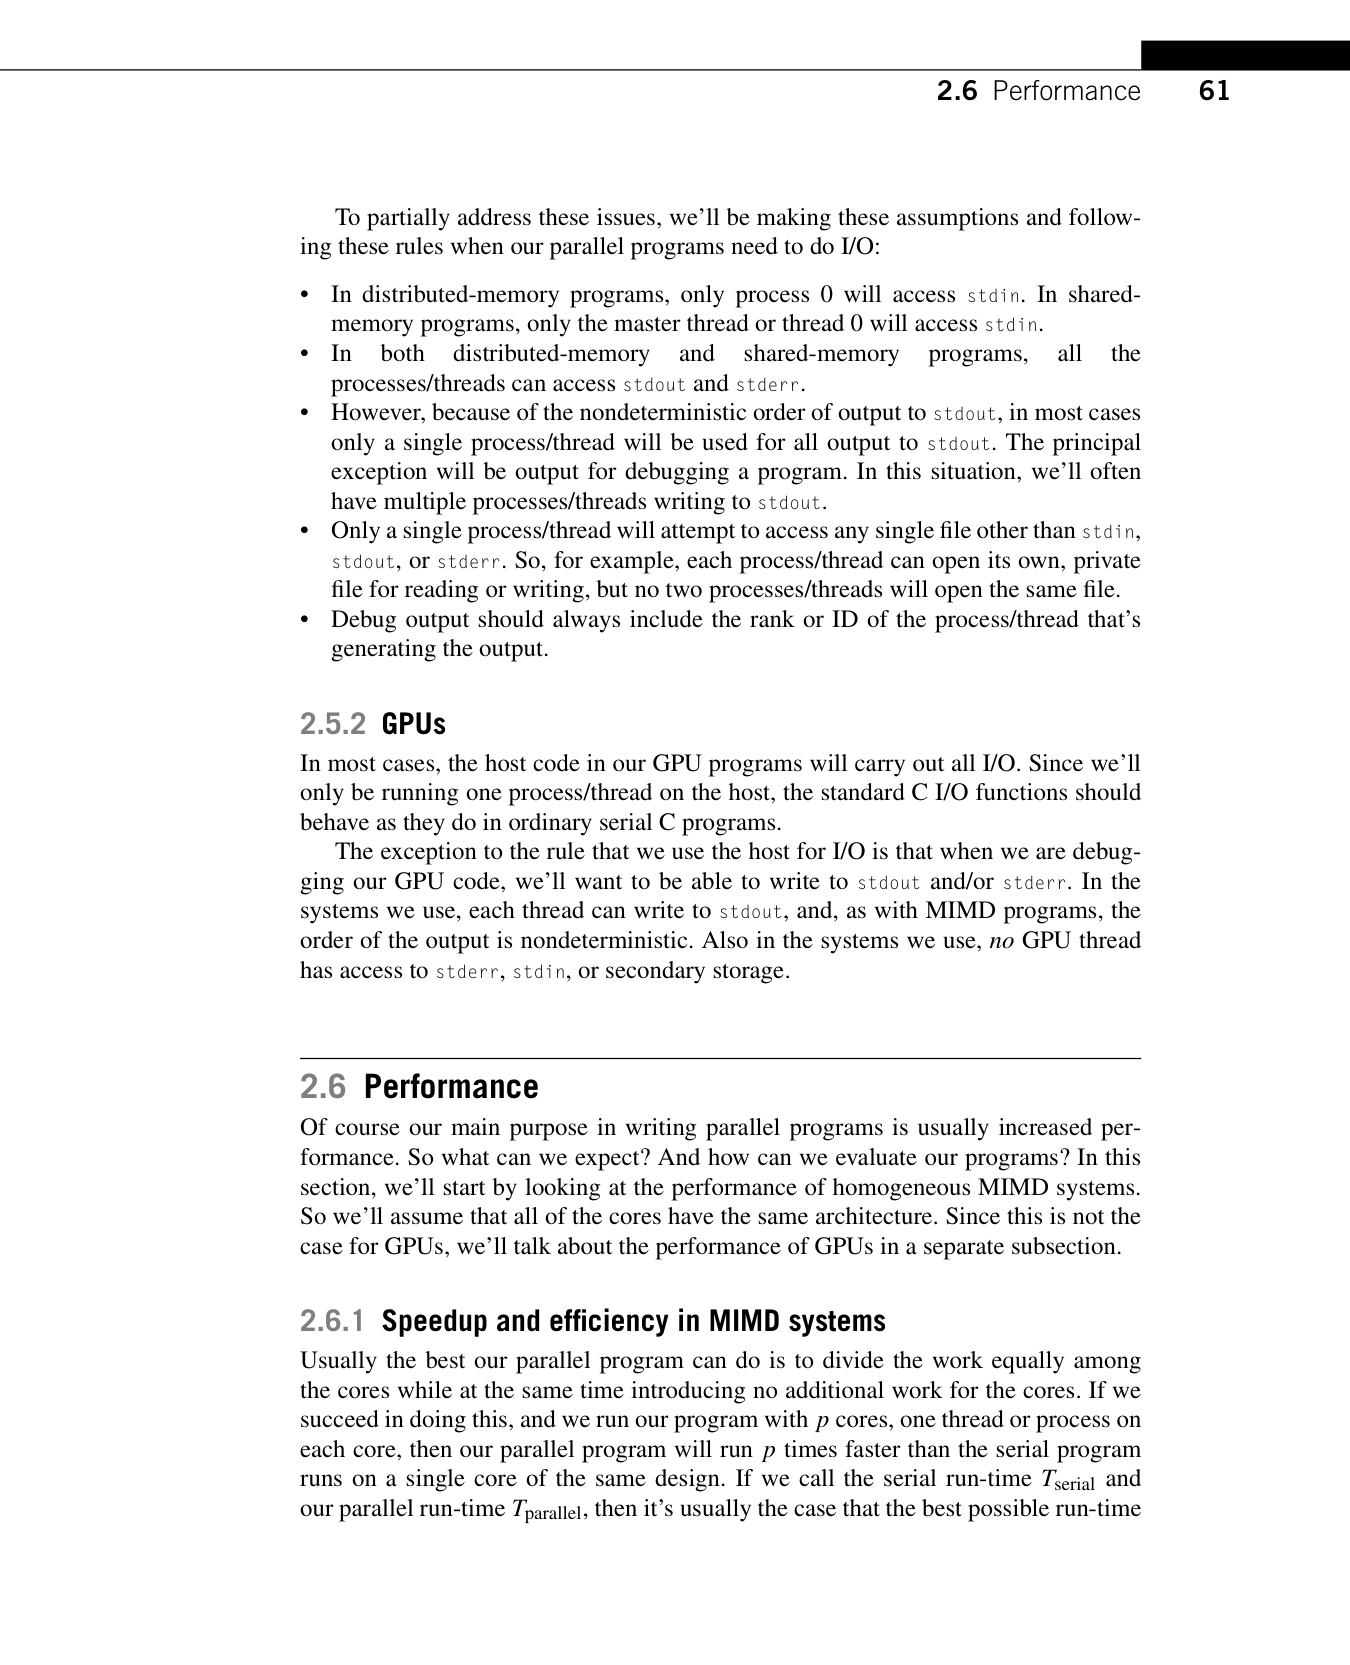 2.6 Performance 61
To partially address these issues, we’ll be making these assumptions and follow-
ing these rules when our parallel programs need to do I/O:
• In distributed-memory programs, only process 0 will access stdin. In shared-
memory programs, only the master thread or thread 0 will access stdin.
• In both distributed-memory and shared-memory programs, all the
processes/threads can access stdout and stderr.
• However, because of the nondeterministic order of output to stdout, in most cases
only a single process/thread will be used for all output to stdout. The principal
exception will be output for debugging a program. In this situation, we’ll often
have multiple processes/threads writing to stdout.
• Only a single process/thread will attempt to access any single file other than stdin,
stdout, or stderr. So, for example, each process/thread can open its own, private
file for reading or writing, but no two processes/threads will open the same file.
• Debug output should always include the rank or ID of the process/thread that’s
generating the output.
2.5.2 GPUs
In most cases, the host code in our GPU programs will carry out all I/O. Since we’ll
only be running one process/thread on the host, the standard C I/O functions should
behave as they do in ordinary serial C programs.
The exception to the rule that we use the host for I/O is that when we are debug-
ging our GPU code, we’ll want to be able to write to stdout and/or stderr. In the
systems we use, each thread can write to stdout, and, as with MIMD programs, the
order of the output is nondeterministic. Also in the systems we use, no GPU thread
has access to stderr, stdin, or secondary storage.
2.6 Performance
Of course our main purpose in writing parallel programs is usually increased per-
formance. So what can we expect? And how can we evaluate our programs? In this
section, we’ll start by looking at the performance of homogeneous MIMD systems.
So we’ll assume that all of the cores have the same architecture. Since this is not the
case for GPUs, we’ll talk about the performance of GPUs in a separate subsection.
2.6.1 Speedup and efficiency in MIMD systems
Usually the best our parallel program can do is to divide the work equally among
the cores while at the same time introducing no additional work for the cores. If we
succeed in doing this, and we run our program with p cores, one thread or process on
each core, then our parallel program will run p times faster than the serial program
runs on a single core of the same design. If we call the serial run-time Tserial and
our parallel run-time Tparallel, then it’s usually the case that the best possible run-time